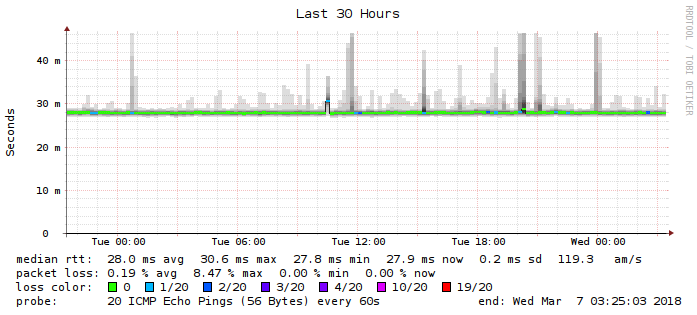 Last 30 Hours
RRDTOOL / TOBI OETIKER
Seconds
40 m
30 m
20 m
10 m
0
Tue 00:00 Tue 06:00 Tue 12:00 Tue 18:00 Wed 00:00
median rtt: 28.0 ms avg 30.6 ms max 27.8 ms min 27.9 ms now 0.2 ms sd 119.3 am/s
packet loss: 0.19 % avg 8.47 % max 0.00 % min 0.00 % now
loss color: 0 1/20 2/20 3/20 4/20 10/20 19/20
probe: 20 ICMP Echo Pings (56 Bytes) every 60s end: Wed Mar 7 03:25:03 2018